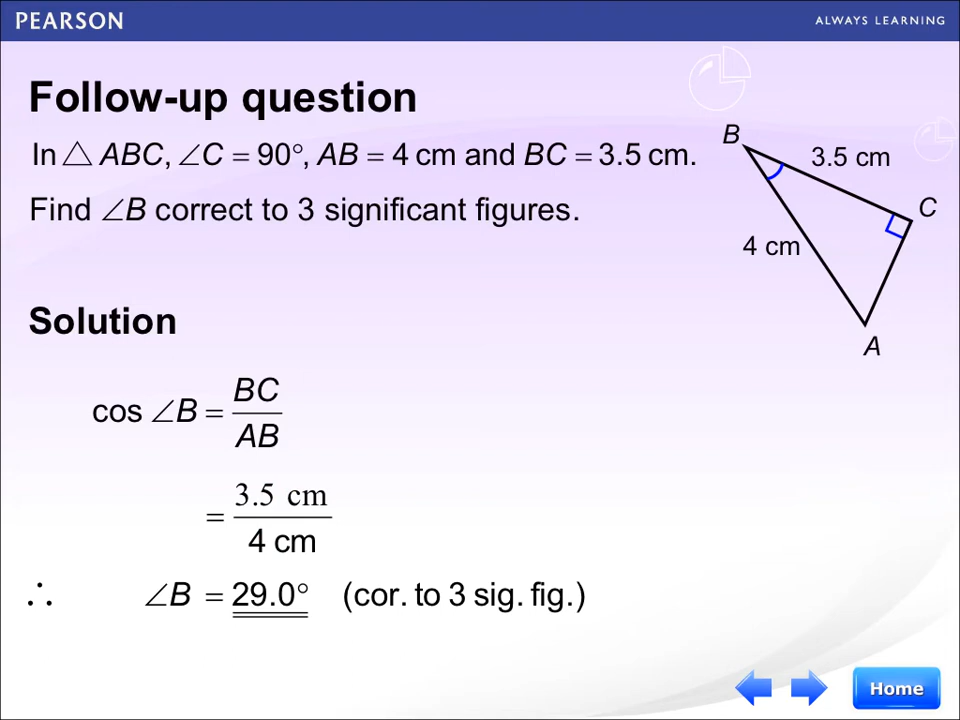 PEARSON
ALWAYS LEARNING
Follow-up question
In △ ABC, ∠C = 90°, AB = 4 cm and BC = 3.5 cm.
Find ∠B correct to 3 significant figures.
B
3.5 cm
C
4 cm
A
Solution
cos ∠B = BC / AB
= 3.5 cm / 4 cm
∴ ∠B = 29.0° (cor. to 3 sig. fig.)
Home